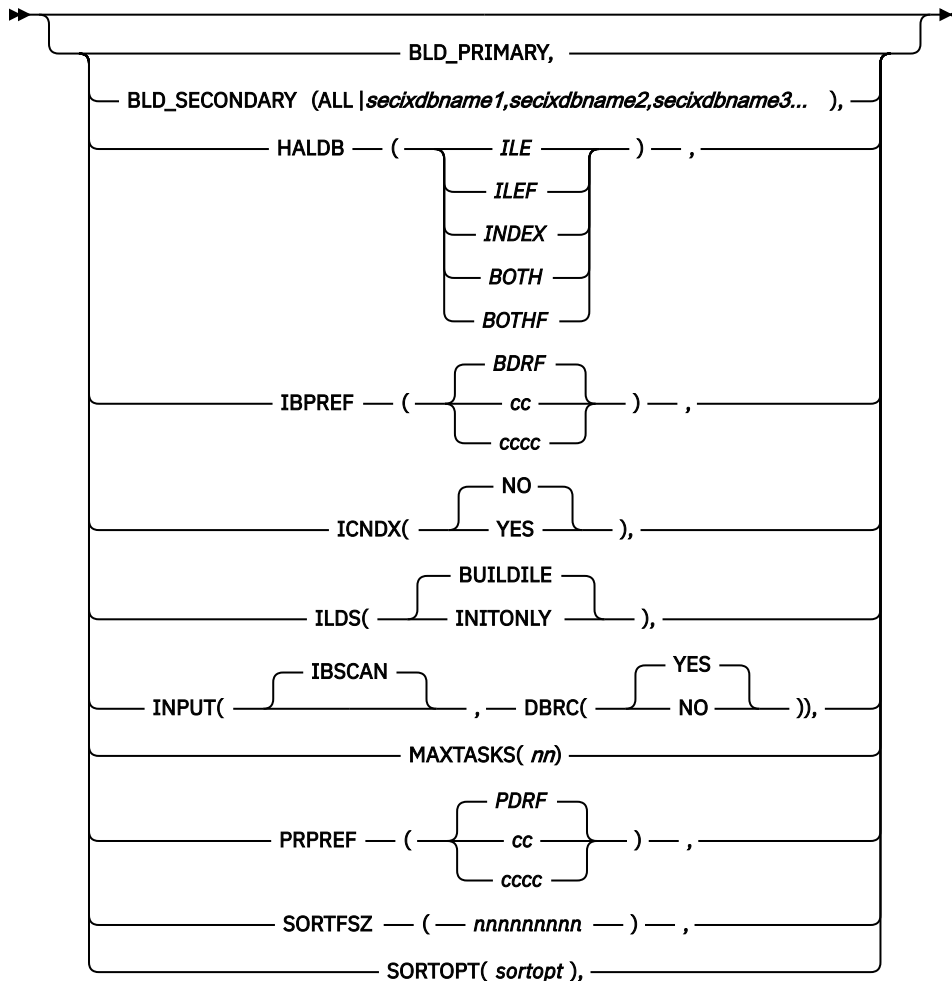 BLD_PRIMARY,
BLD_SECONDARY (ALL |secixdbname1,secixdbname2,secixdbname3... ),
HALDB ( ILE ) ,
ILEF
INDEX
BOTH
BOTHF
BDRF
IBPREF ( cc ) ,
cccc
NO
ICNDX( YES ),
BUILDILE
ILDS( INITONLY ),
IBSCAN YES
INPUT( , DBRC( NO )),
MAXTASKS( nn)
PDRF
PRPREF ( cc ) ,
cccc
SORTFSZ ( nnnnnnnnn ) ,
SORTOPT( sortopt ),